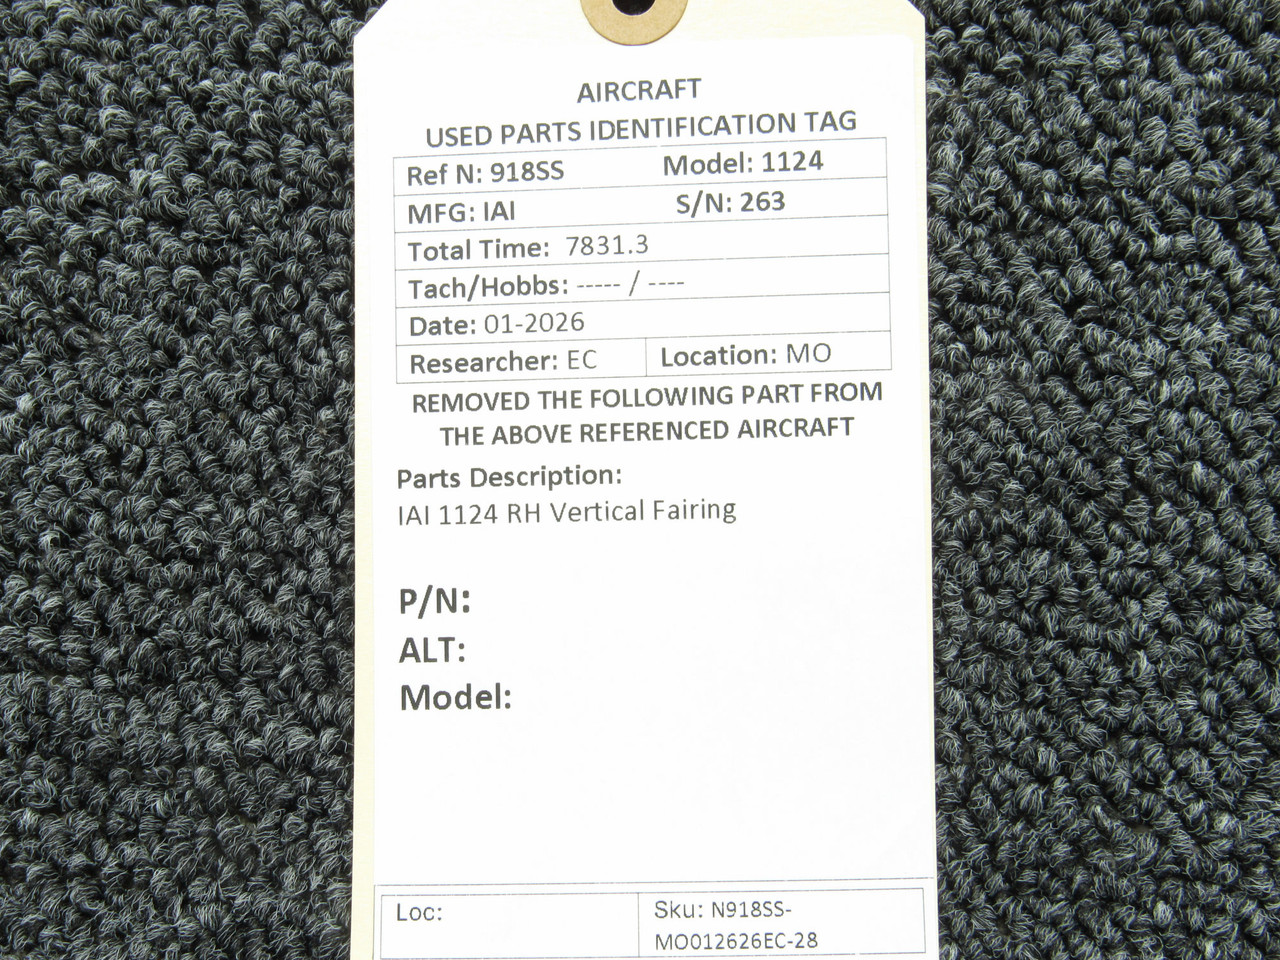 AIRCRAFT
USED PARTS IDENTIFICATION TAG
Ref N: 918SS Model: 1124
MFG: IAI S/N: 263
Total Time: 7831.3
Tach/Hobbs: ----- / ----
Date: 01-2026
Researcher: EC Location: MO
REMOVED THE FOLLOWING PART FROM
THE ABOVE REFERENCED AIRCRAFT
Parts Description:
IAI 1124 RH Vertical Fairing
P/N:
ALT:
Model:
Loc: Sku: N918SS-
MO012626EC-28